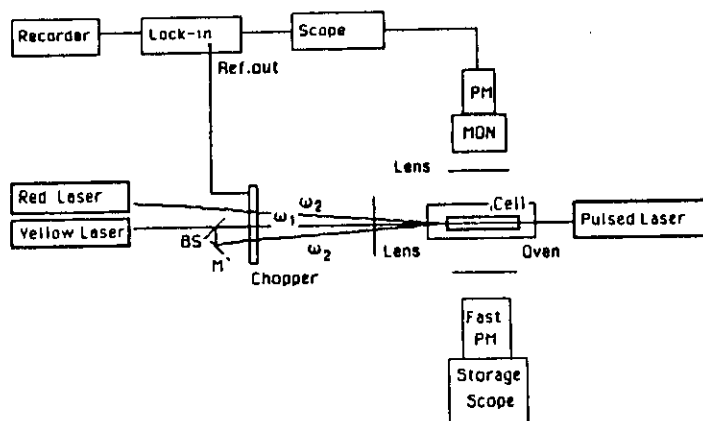 Recorder
Lock-in
Scope
Ref.out
PM
MON
Lens
Red Laser
Yellow Laser
ω₂
ω₁
BS
M
ω₂
Chopper
Lens
Cell
Oven
Pulsed Laser
Fast
PM
Storage
Scope